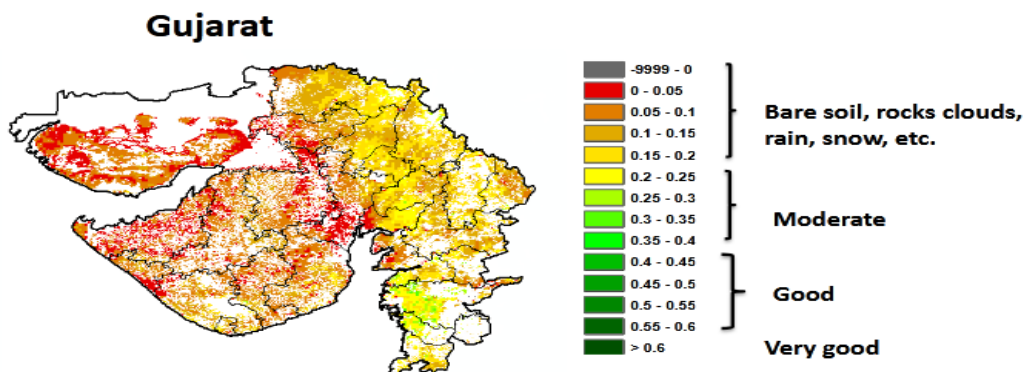 Gujarat
-9999 - 0
0 - 0.05
0.05 - 0.1
0.1 - 0.15
0.15 - 0.2
Bare soil, rocks clouds,
rain, snow, etc.
0.2 - 0.25
0.25 - 0.3
0.3 - 0.35
0.35 - 0.4
Moderate
0.4 - 0.45
0.45 - 0.5
0.5 - 0.55
0.55 - 0.6
Good
> 0.6
Very good